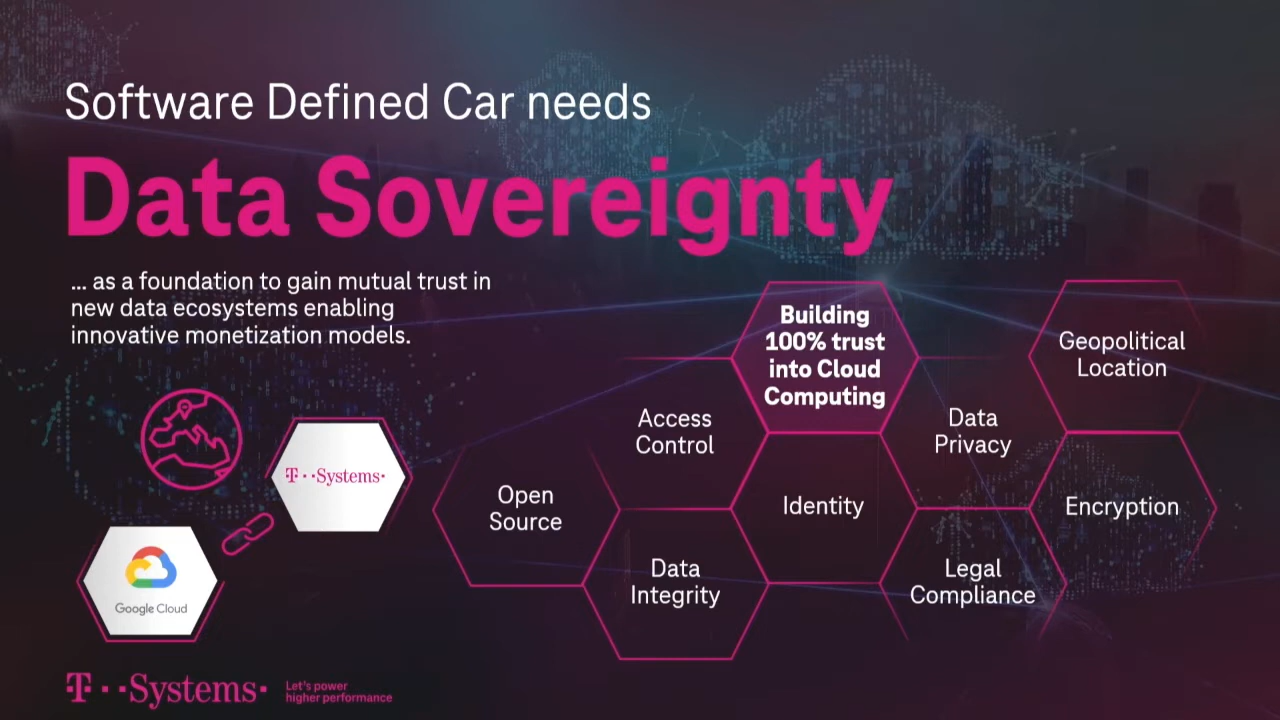 Software Defined Car needs
Data Sovereignty
... as a foundation to gain mutual trust in
new data ecosystems enabling
innovative monetization models.
Building
100% trust
into Cloud
Computing
Geopolitical
Location
Access
Control
Data
Privacy
Open
Source
Identity
Encryption
Data
Integrity
Legal
Compliance
T··Systems·
Google Cloud
T··Systems·
Let's power
higher performance